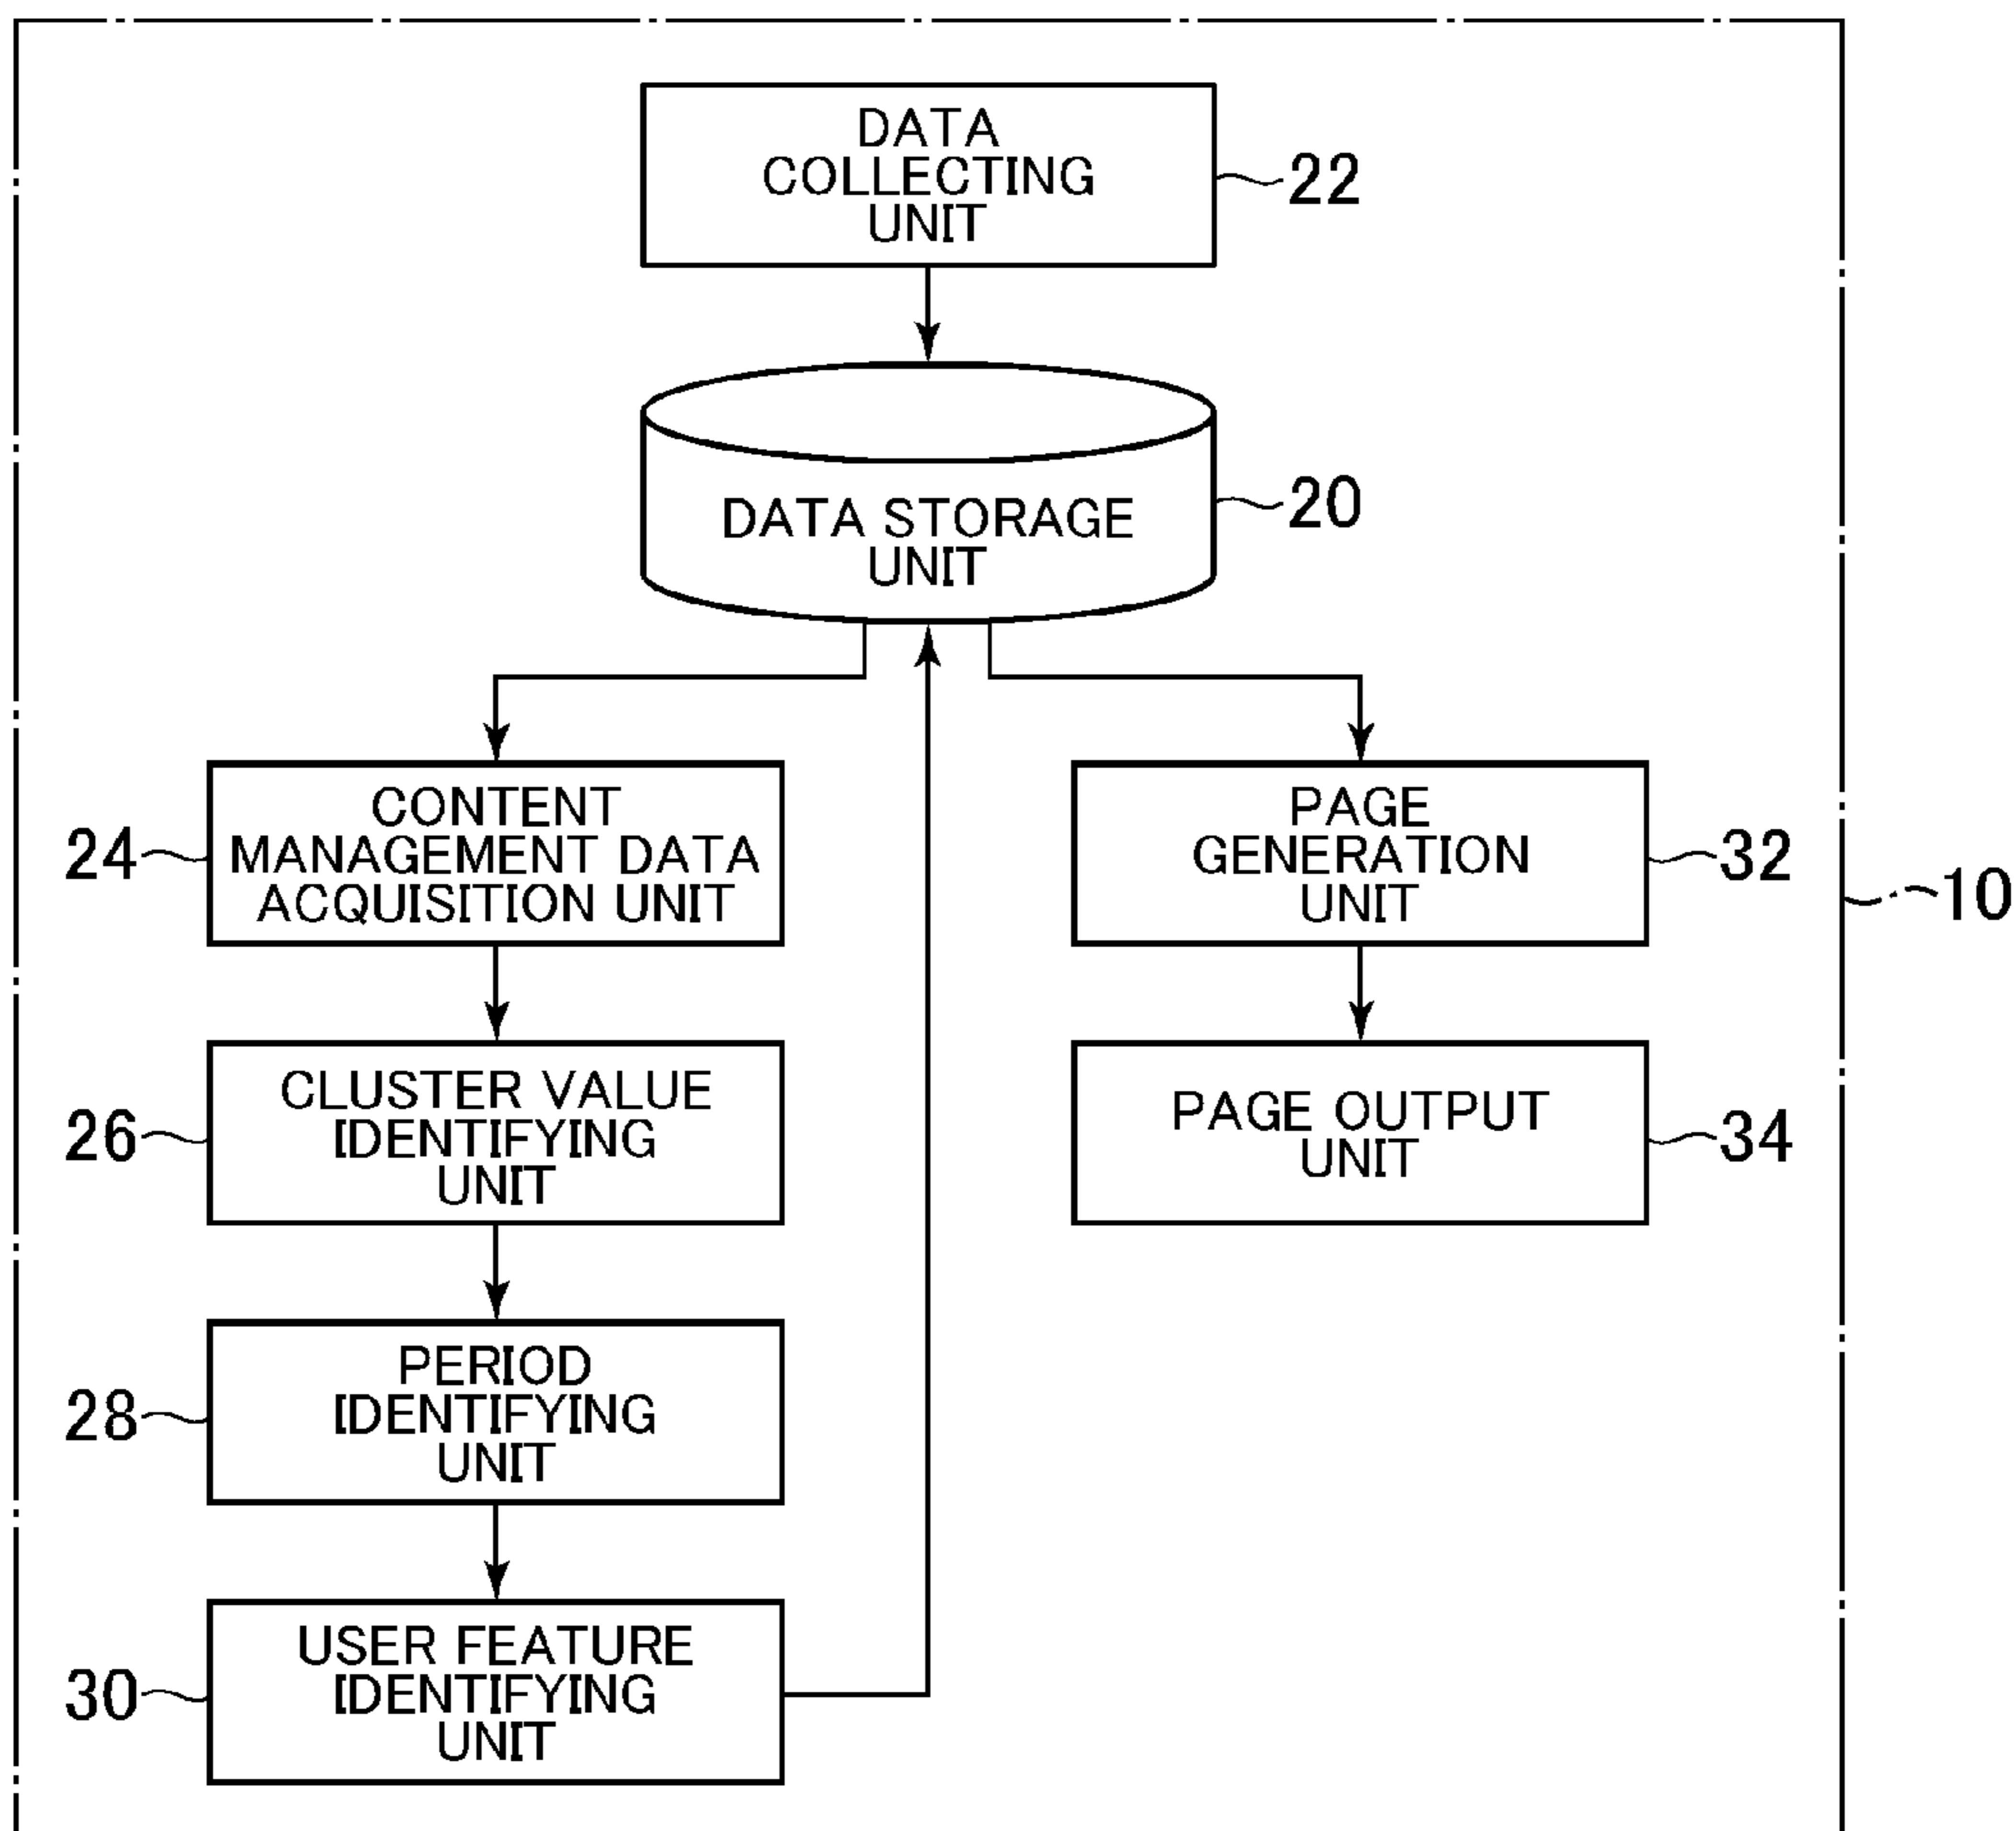 DATA
COLLECTING
UNIT
22
DATA STORAGE
UNIT
20
CONTENT
MANAGEMENT DATA
ACQUISITION UNIT
24
PAGE
GENERATION
UNIT
32
10
CLUSTER VALUE
IDENTIFYING
UNIT
26
PAGE OUTPUT
UNIT
34
PERIOD
IDENTIFYING
UNIT
28
USER FEATURE
IDENTIFYING
UNIT
30